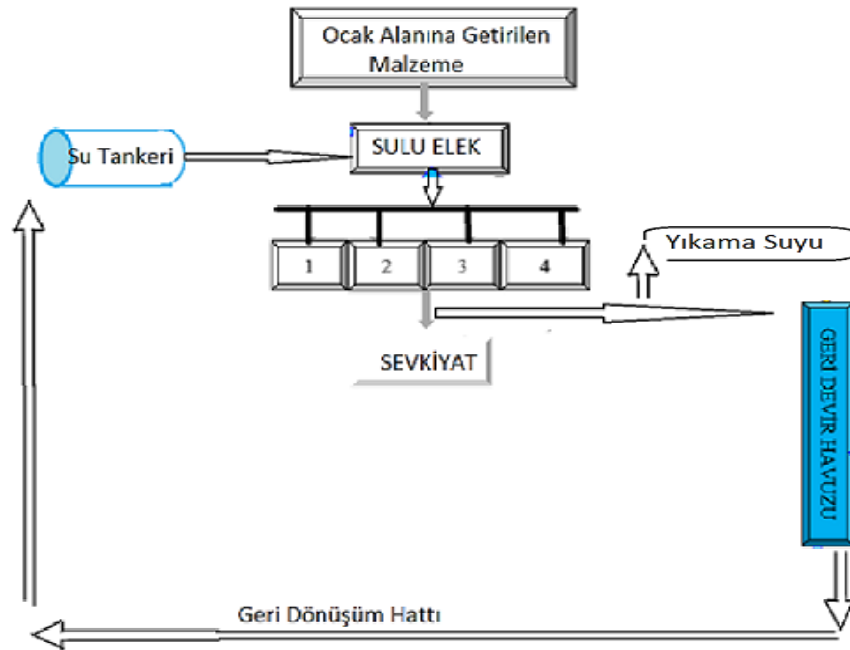 Ocak Alanına Getirilen
Malzeme
Su Tankeri
SULU ELEK
1
2
3
4
Yıkama Suyu
SEVKİYAT
GERİ DEVİR HAVUZU
Geri Dönüşüm Hattı